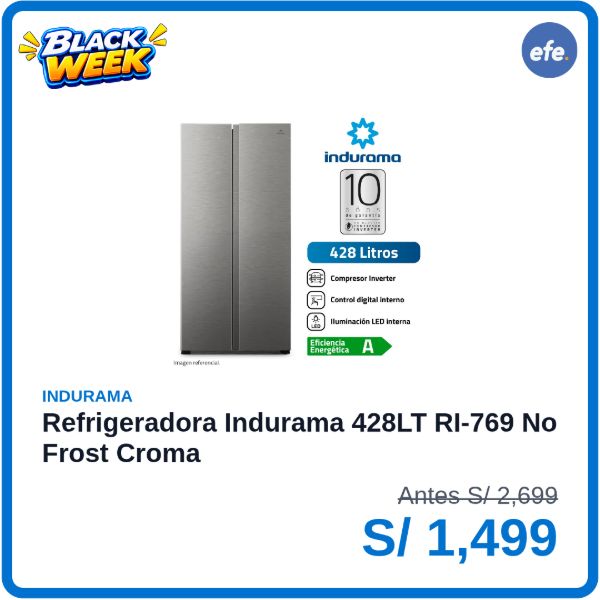 BLACK
WEEK
efe.
indurama
10
años
de garantía
INVERTER
428 Litros
Compresor Inverter
Control digital interno
LED
Iluminación LED interna
Eficiencia
Energética
A
Imagen referencial.
INDURAMA
Refrigeradora Indurama 428LT RI-769 No
Frost Croma
Antes S/ 2,699
S/ 1,499